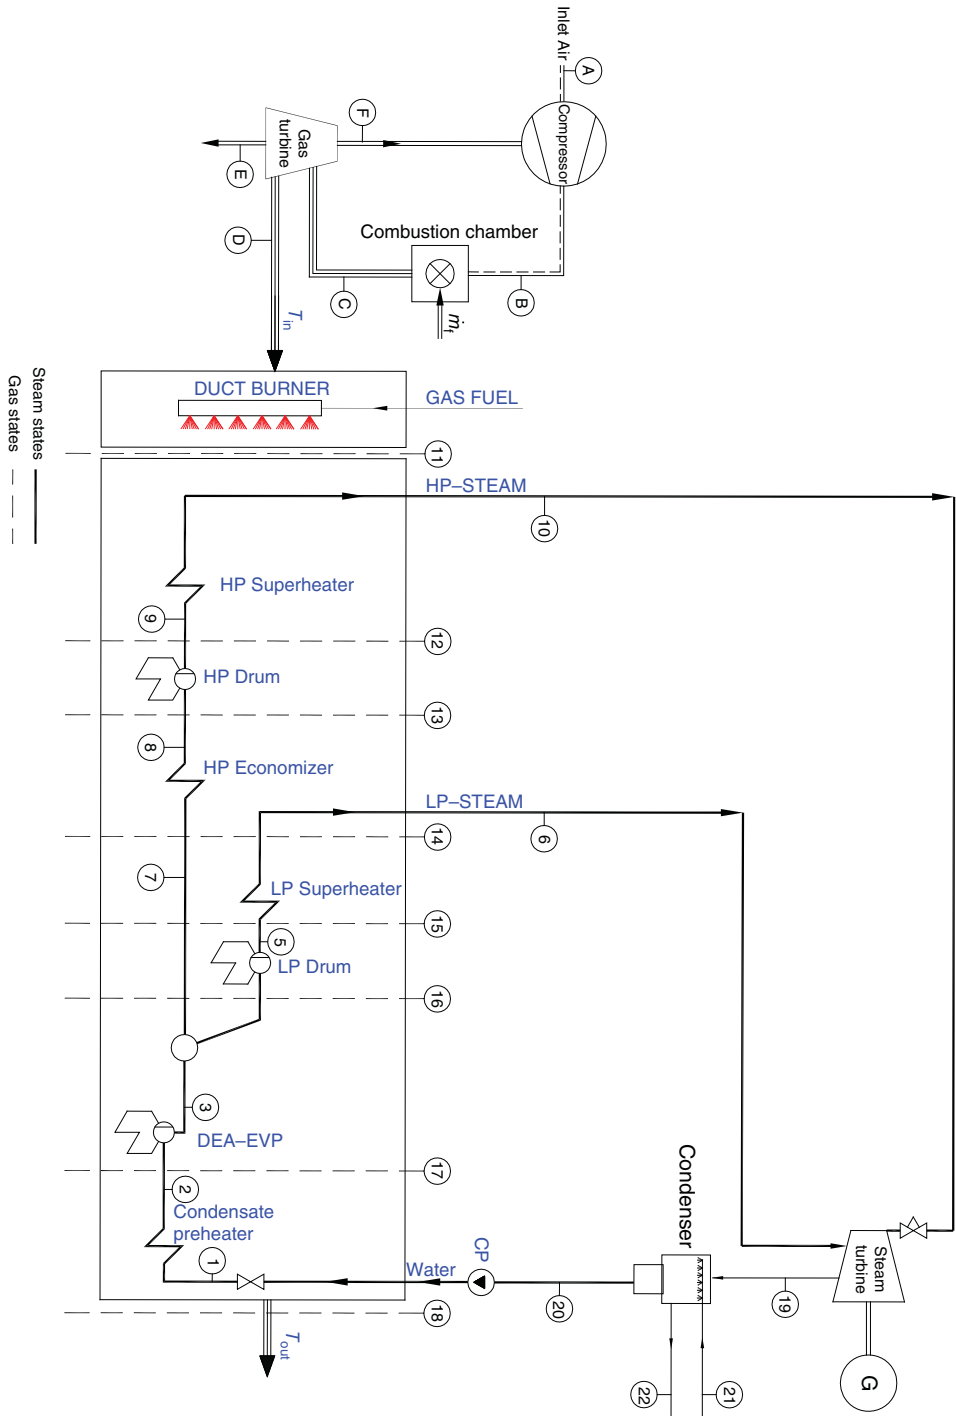 Inlet Air
A
Compressor
F
Gas
turbine
E
Combustion chamber
D
B
C
ṁf
Tin
DUCT BURNER
GAS FUEL
Steam states
Gas states
11
HP–STEAM
10
HP Superheater
9
12
HP Drum
13
8
HP Economizer
LP–STEAM
14
6
7
LP Superheater
15
5
LP Drum
16
3
DEA–EVP
17
2
Condensate
preheater
Condenser
Steam
turbine
CP
Water
1
20
19
18
Tout
G
22
21